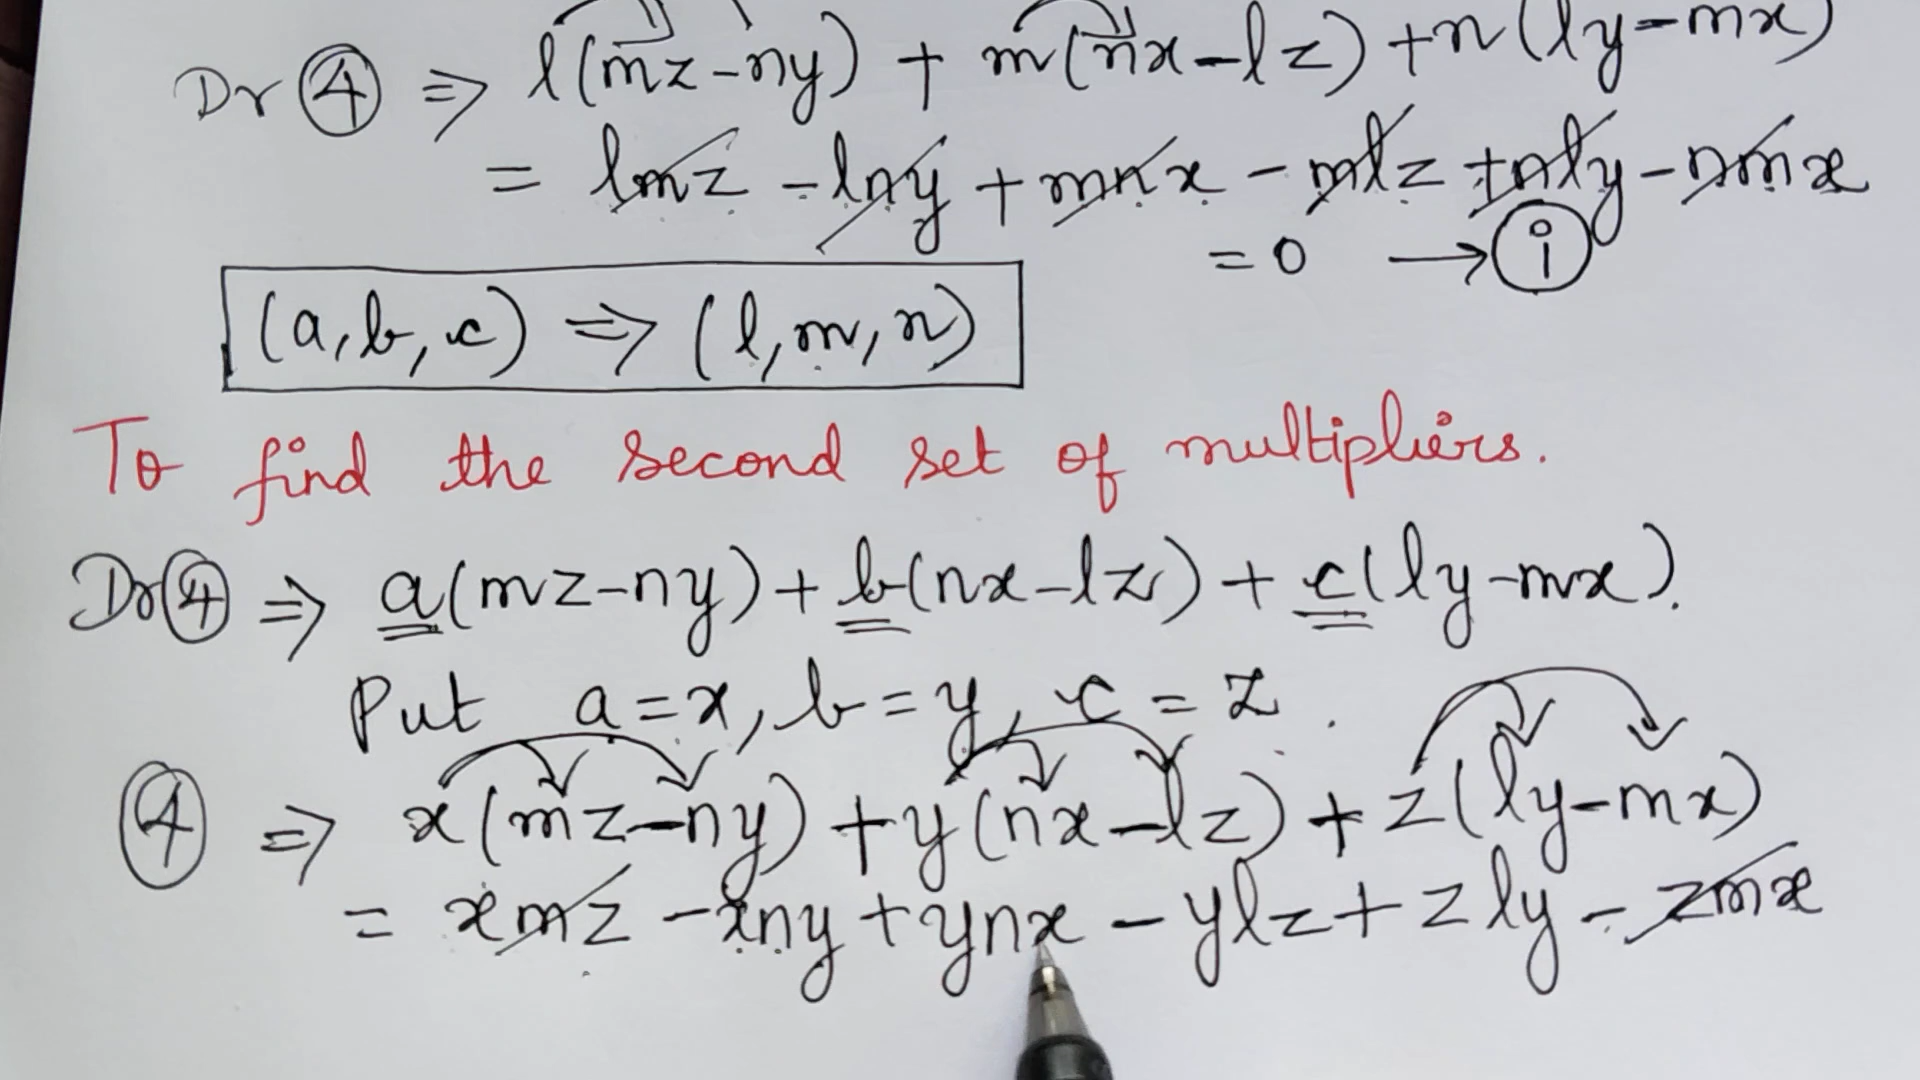 Dr ④ ⇒ l(mz-ny) + m(nx-lz) + n(ly-mx)
= lmz - lny + mnx - mlz + nly - nmx
= 0 → ⓘ
(a, b, c) ⇒ (l, m, n)
To find the second set of multipliers.
Dr ④ ⇒ a(mz-ny) + b(nx-lz) + c(ly-mx).
Put a = x, b = y, c = z.
④ ⇒ x(mz-ny) + y(nx-lz) + z(ly-mx)
= xmz - xny + ynx - ylz + zly - zmx